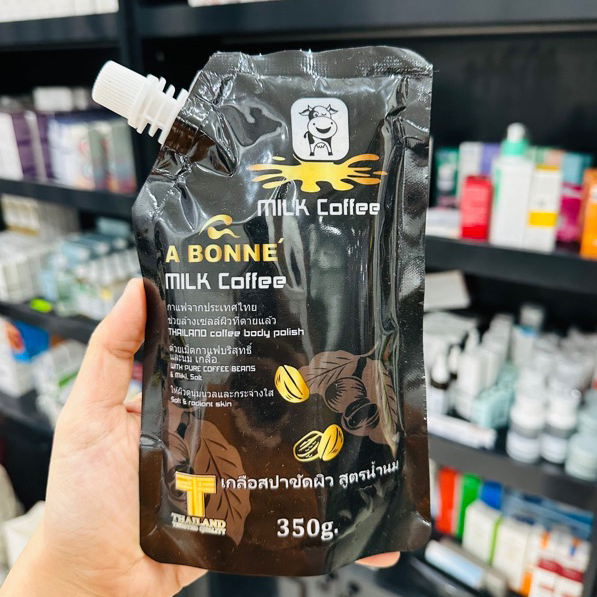 MILK Coffee
A BONNÉ
MILK Coffee
กาแฟจากประเทศไทย
ช่วยล้างเซลล์ผิวที่ตายแล้ว
THAILAND coffee body polish
ด้วยเม็ดกาแฟบริสุทธิ์
และนม เกลือ
WITH PURE COFFEE BEANS
& Milk, Salt
ให้ผิวดูนุ่มนวลและกระจ่างใส
Soft & radiant skin
เกลือสปาขัดผิว สูตรน้ำนม
THAILAND
TRUSTED QUALITY
350g.